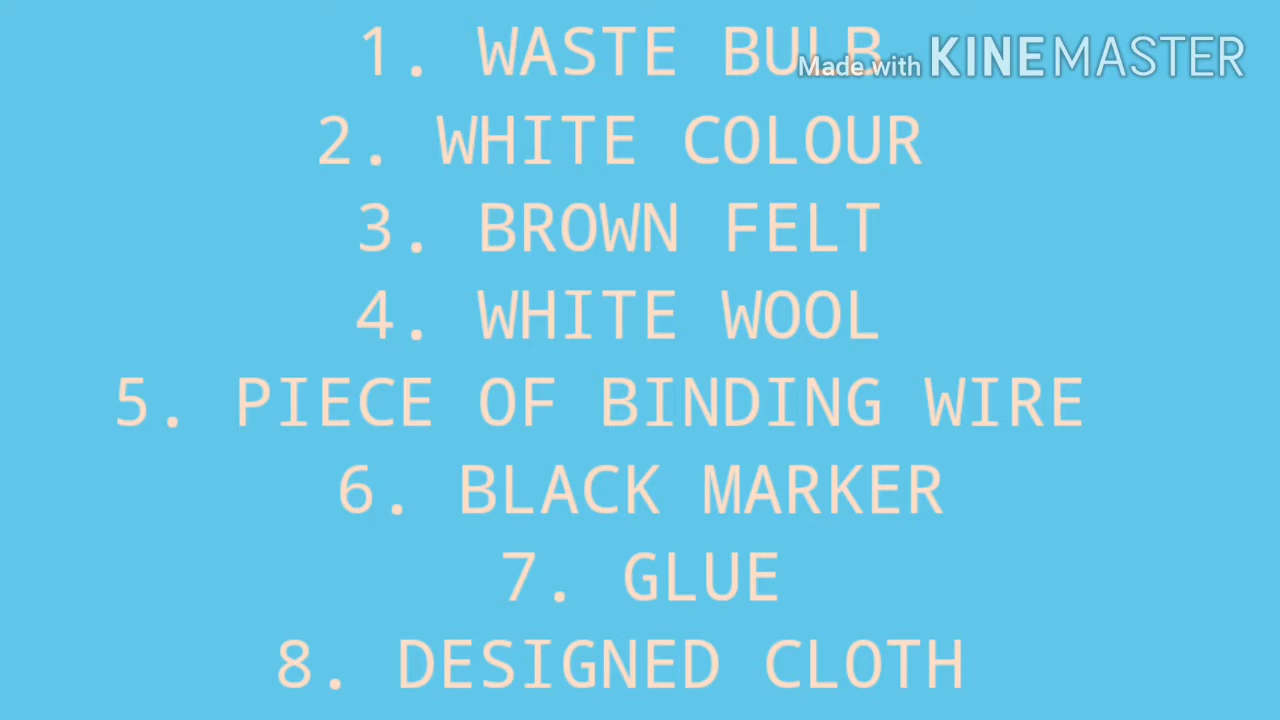 1. WASTE BULB
Made with KINEMASTER
2. WHITE COLOUR
3. BROWN FELT
4. WHITE WOOL
5. PIECE OF BINDING WIRE
6. BLACK MARKER
7. GLUE
8. DESIGNED CLOTH